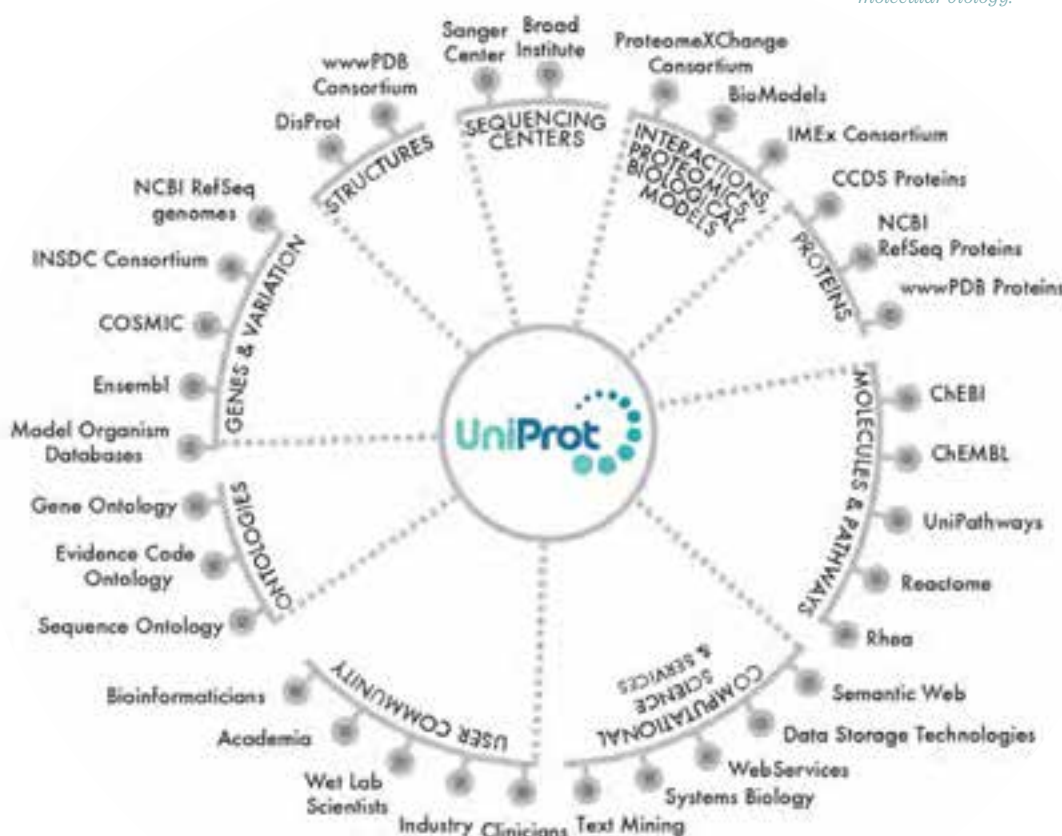 molecular biology.
Sanger
Center
Broad
Institute
ProteomeXChange
Consortium
BioModels
IMEx Consortium
CCDS Proteins
NCBI
RefSeq Proteins
wwwPDB Proteins
ChEBI
ChEMBL
UniPathways
Reactome
Rhea
Semantic Web
Data Storage Technologies
WebServices
Systems Biology
Text Mining
Clinicians
Industry
Wet Lab
Scientists
Academia
Bioinformaticians
Sequence Ontology
Evidence Code
Ontology
Gene Ontology
Model Organism
Databases
Ensembl
COSMIC
INSDC Consortium
NCBI RefSeq
genomes
DisProt
wwwPDB
Consortium
STRUCTURES
SEQUENCING
CENTERS
INTERACTIONS,
PROTEOMICS,
BIOLOGICAL
MODELS
PROTEINS
MOLECULES & PATHWAYS
COMPUTATIONAL
SCIENCE
& SERVICES
USER COMMUNITY
ONTOLOGIES
GENES & VARIATION
UniProt